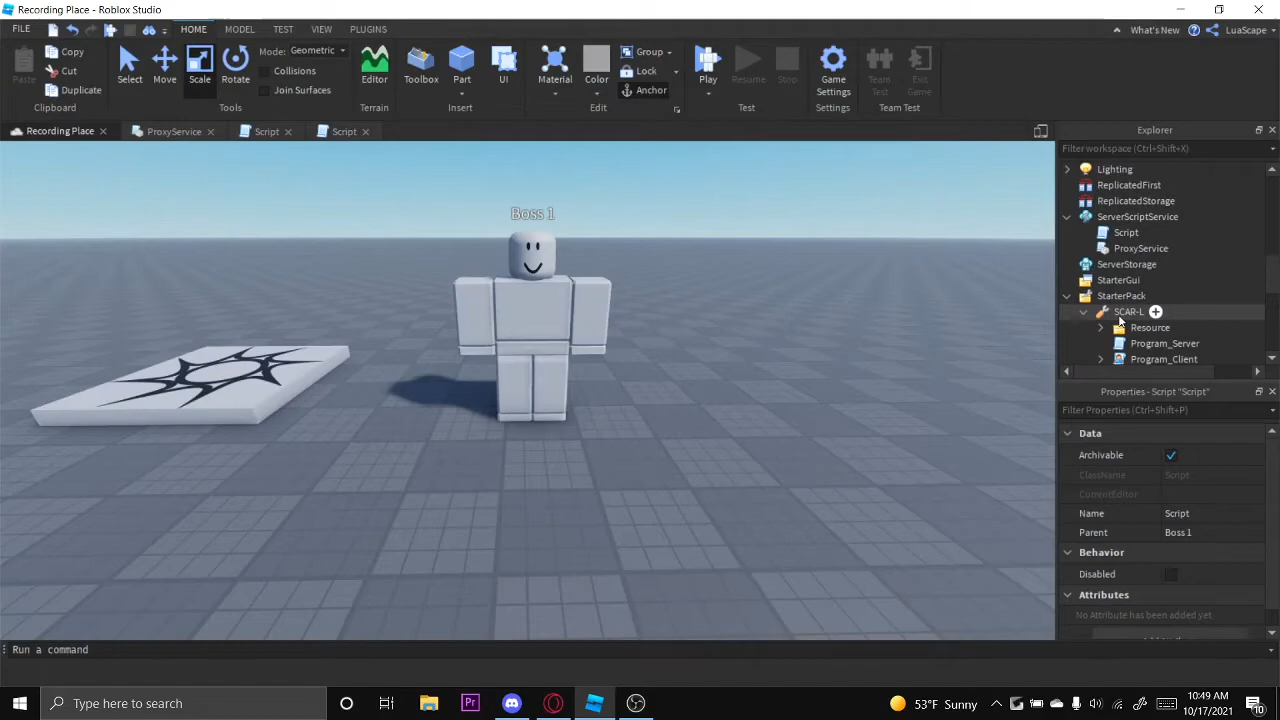 Recording Place - Roblox Studio
FILE HOME MODEL TEST VIEW PLUGINS What's New LuaScape
Paste Copy Cut Duplicate Clipboard
Select Move Scale Rotate Mode: Geometric Collisions Join Surfaces Tools
Editor Terrain
Toolbox Part UI Insert
Material Color Group Lock Anchor Edit
Play Resume Stop Test
Game Settings Settings
Team Test Exit Game Team Test
Recording Place ProxyService Script Script
Boss 1
Explorer
Filter workspace (Ctrl+Shift+X)
Lighting
ReplicatedFirst
ReplicatedStorage
ServerScriptService
Script
ProxyService
ServerStorage
StarterGui
StarterPack
SCAR-L
Resource
Program_Server
Program_Client
Properties - Script "Script"
Filter Properties (Ctrl+Shift+P)
Data
Archivable
ClassName Script
CurrentEditor
Name Script
Parent Boss 1
Behavior
Disabled
Attributes
No Attribute has been added yet
Run a command
Type here to search
Pr
53°F Sunny
10:49 AM
10/17/2021